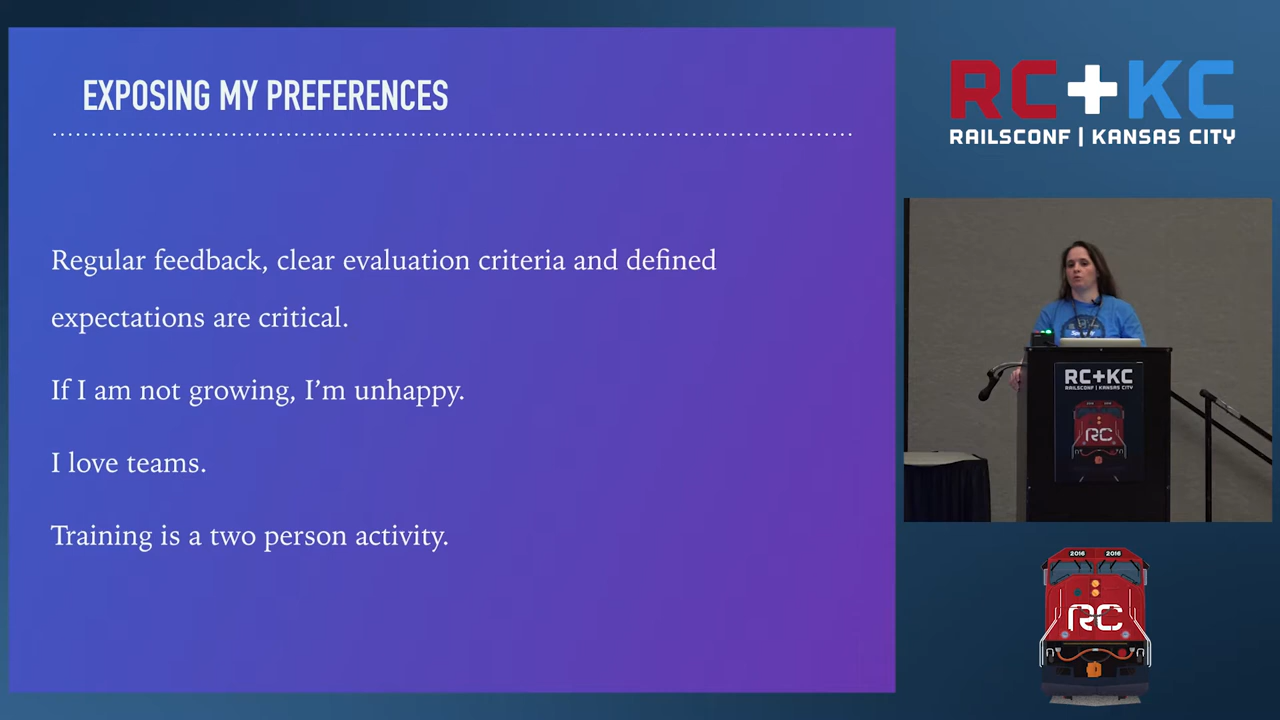 EXPOSING MY PREFERENCES
Regular feedback, clear evaluation criteria and defined
expectations are critical.
If I am not growing, I'm unhappy.
I love teams.
Training is a two person activity.
RC+KC
RAILSCONF | KANSAS CITY
RC+KC
RAILSCONF | KANSAS CITY
RC
2016 2016
RC